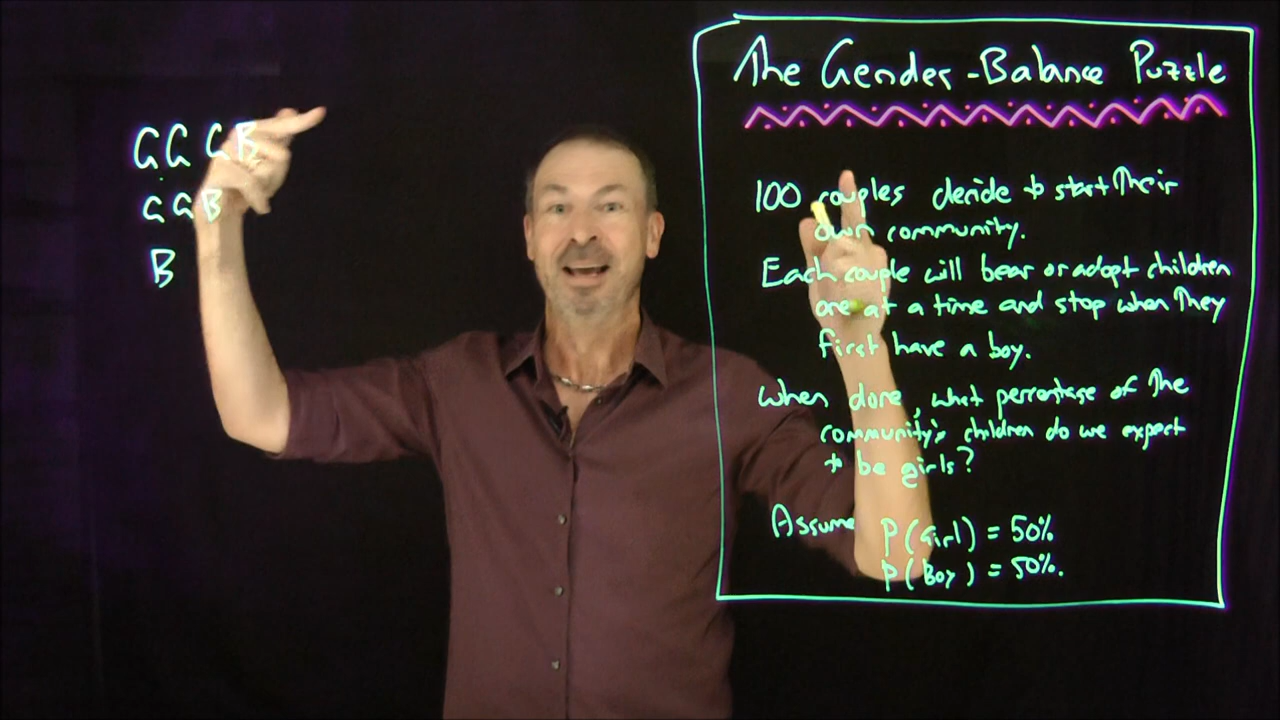 GGGB
GGB
B
The Gender-Balance Puzzle
100 couples decide to start their
own community.
Each couple will bear or adopt children
one at a time and stop when they
first have a boy.
When done, what percentage of the
community's children do we expect
to be girls?
Assume P(Girl) = 50%
P(Boy) = 50%.